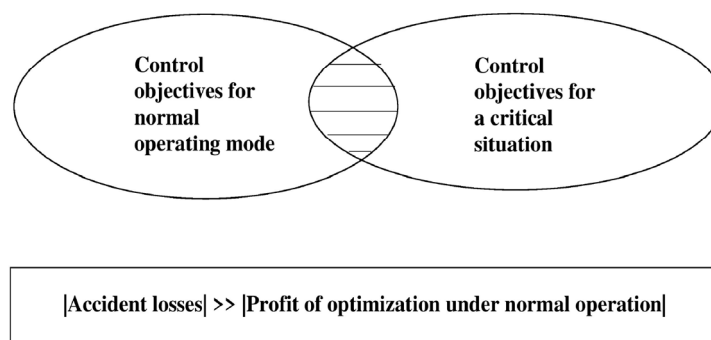 Control
objectives for
normal
operating mode
Control
objectives for
a critical
situation
|Accident losses| >> |Profit of optimization under normal operation|